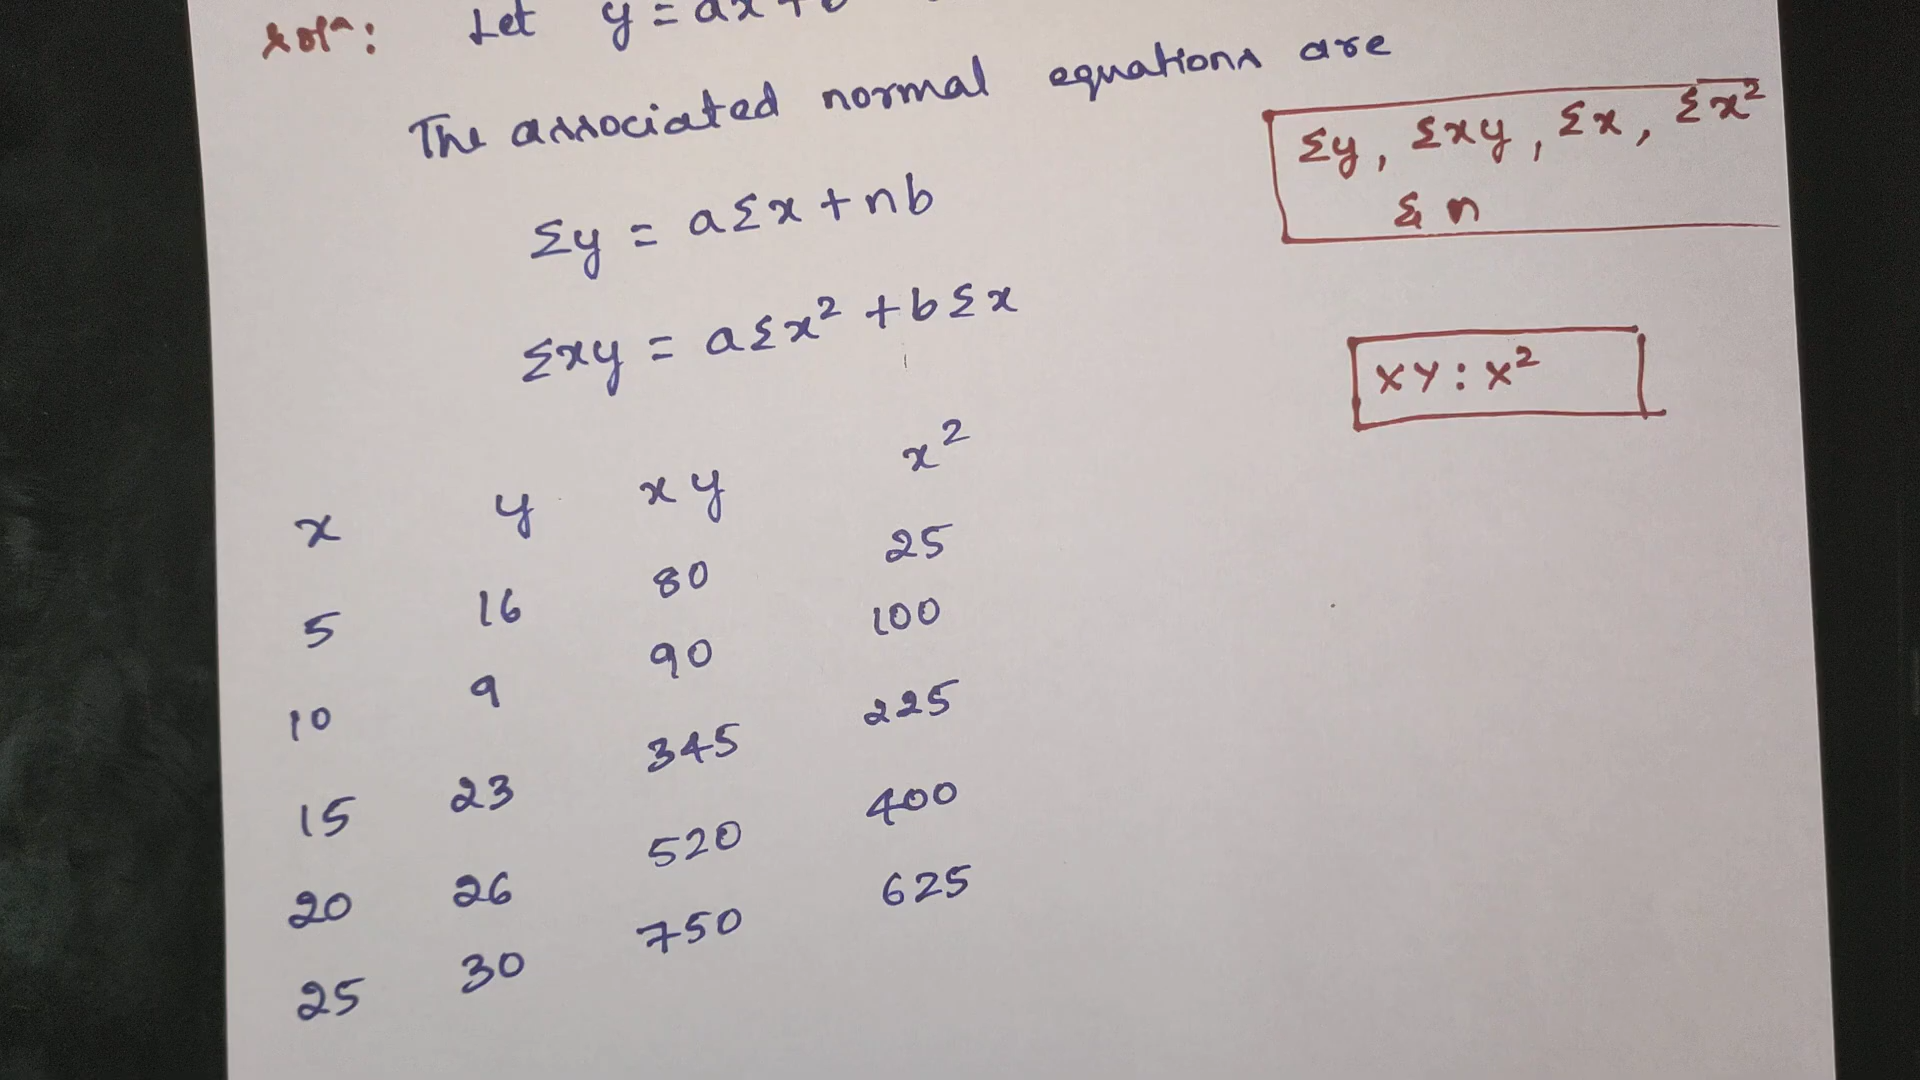 Soln: Let y = ax + b
The associated normal equations are
Σy = aΣx + nb
Σxy = aΣx² + bΣx
Σy, Σxy, Σx, Σx²
& n
XY : X²
x y xy x²
5 16 80 25
10 9 90 100
15 23 345 225
20 26 520 400
25 30 750 625